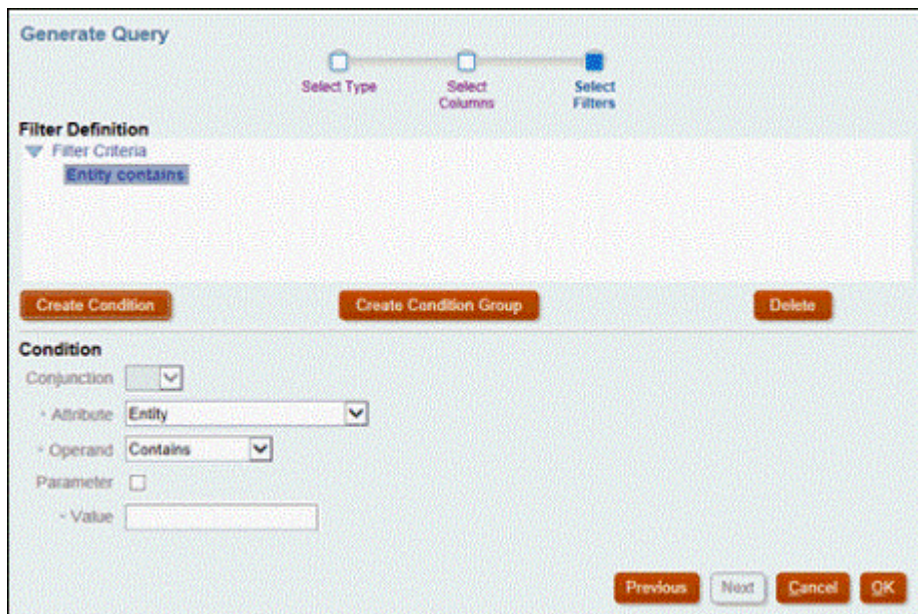 Generate Query
Select Type
Select Columns
Select Filters
Filter Definition
Filter Criteria
Entity contains
Create Condition
Create Condition Group
Delete
Condition
Conjunction
* Attribute Entity
* Operand Contains
Parameter
* Value
Previous Next Cancel OK